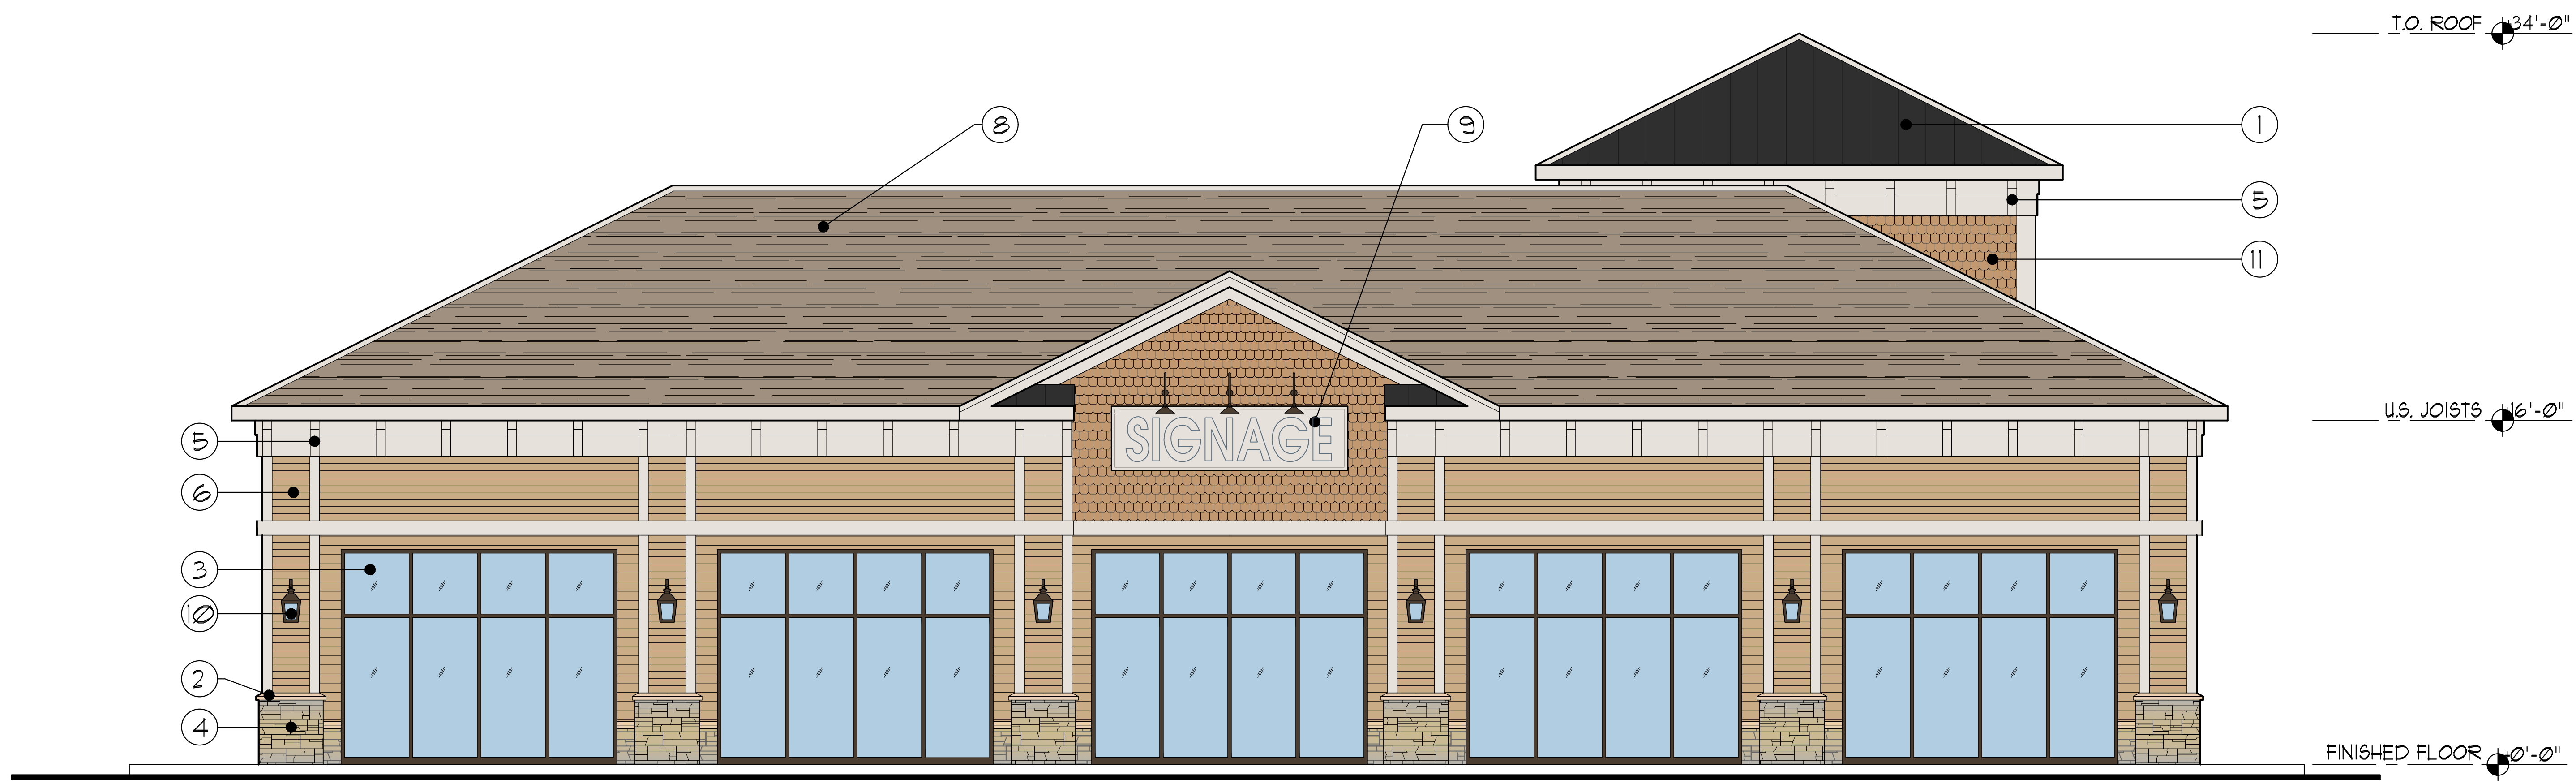 T.O. ROOF +34'-0"
8
9
1
5
11
U.S. JOISTS +16'-0"
SIGNAGE
5
6
3
10
2
4
FINISHED FLOOR +0'-0"